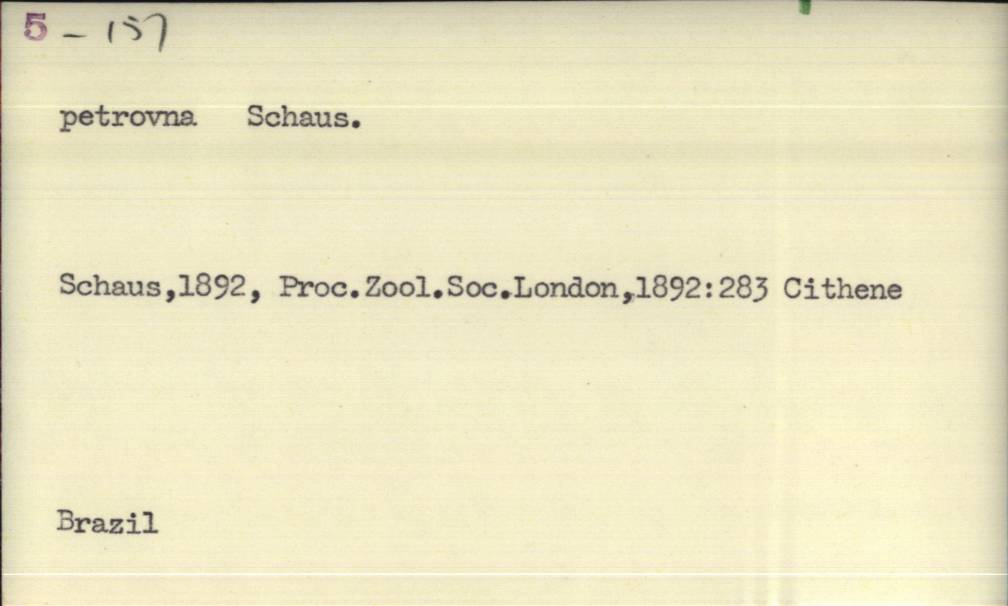 5 - 157
petrovna Schaus.
Schaus,1892, Proc.Zool.Soc.London,1892:283 Cithene
Brazil